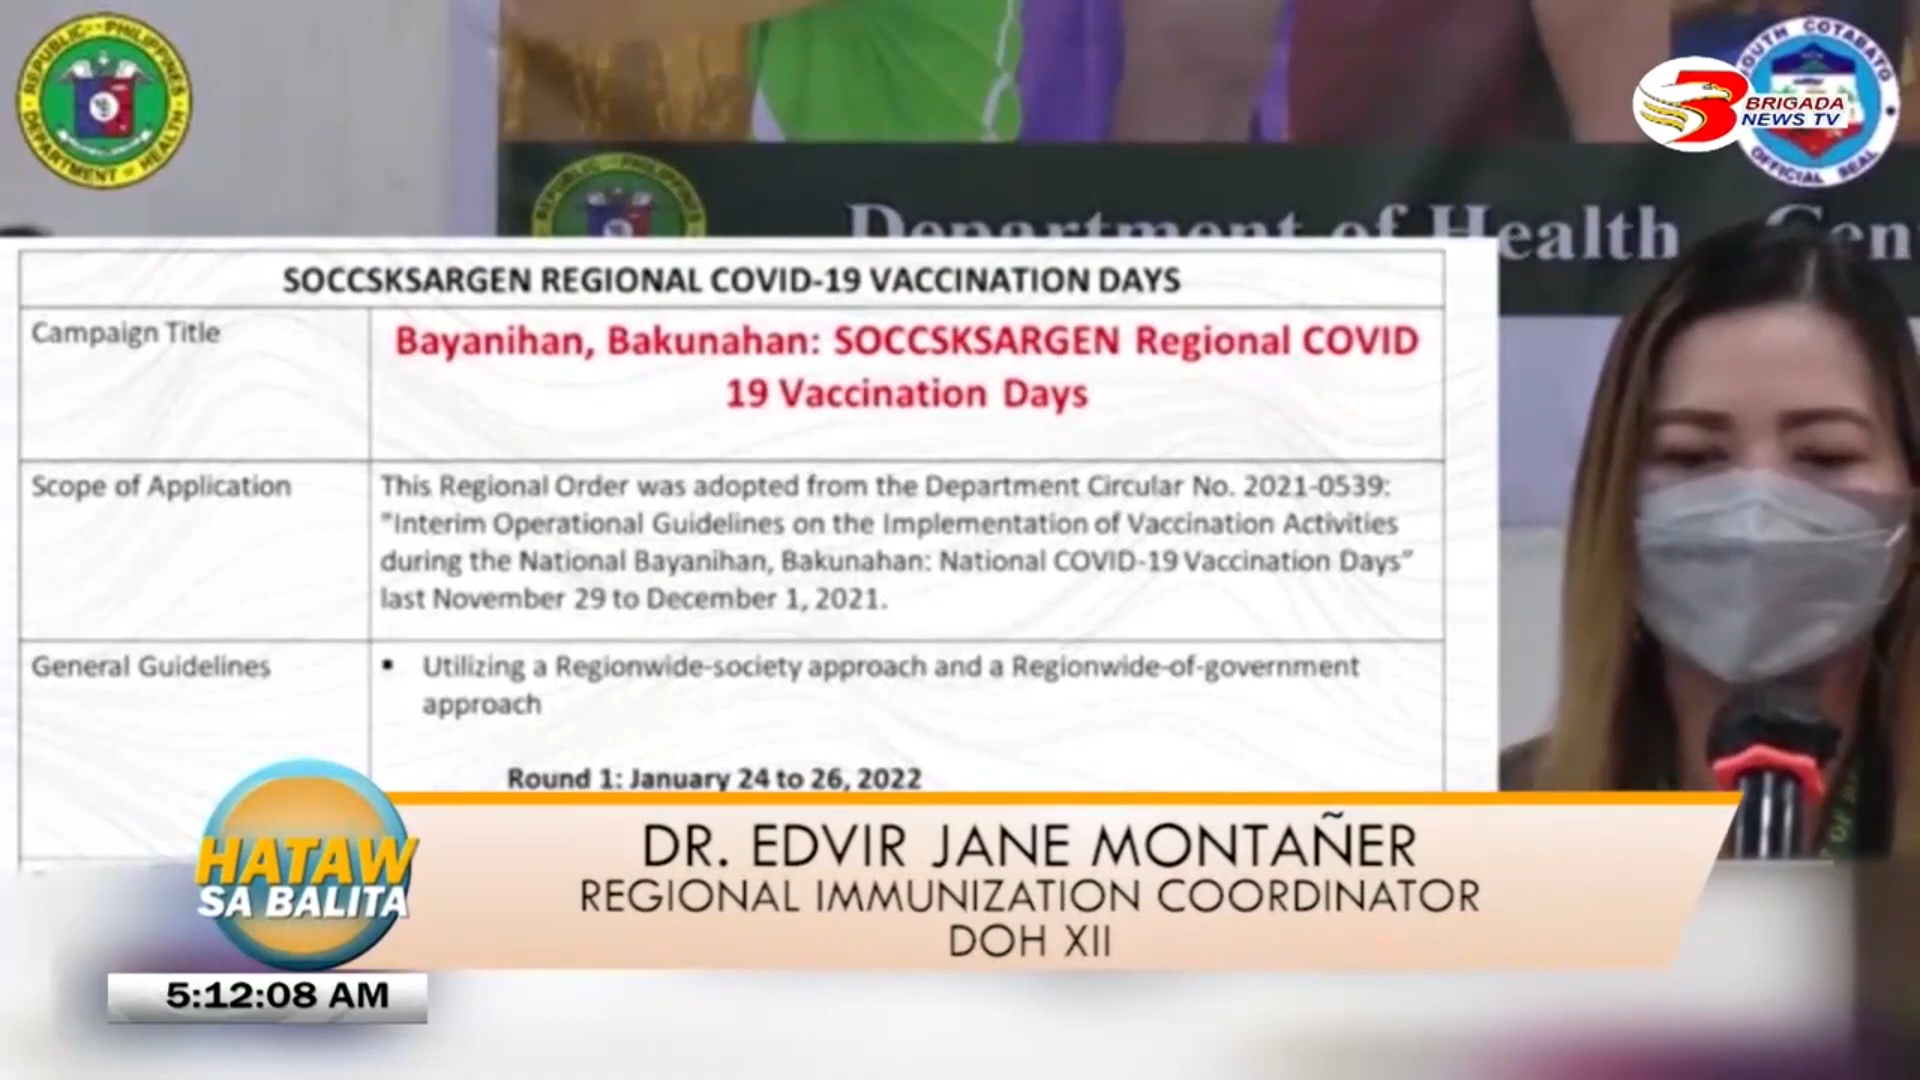 REPUBLIC PHILIPPINES
DEPARTMENT OF HEALTH
BRIGADA
NEWS TV
SOUTH COTABATO
OFFICIAL SEAL
Department of Health
SOCCSKSARGEN REGIONAL COVID-19 VACCINATION DAYS
Campaign Title
Bayanihan, Bakunahan: SOCCSKSARGEN Regional COVID
19 Vaccination Days
Scope of Application
This Regional Order was adopted from the Department Circular No. 2021-0539:
"Interim Operational Guidelines on the Implementation of Vaccination Activities
during the National Bayanihan, Bakunahan: National COVID-19 Vaccination Days"
last November 29 to December 1, 2021.
General Guidelines
▪ Utilizing a Regionwide-society approach and a Regionwide-of-government
approach
Round 1: January 24 to 26, 2022
HATAW
SA BALITA
DR. EDVIR JANE MONTAÑER
REGIONAL IMMUNIZATION COORDINATOR
DOH XII
5:12:08 AM